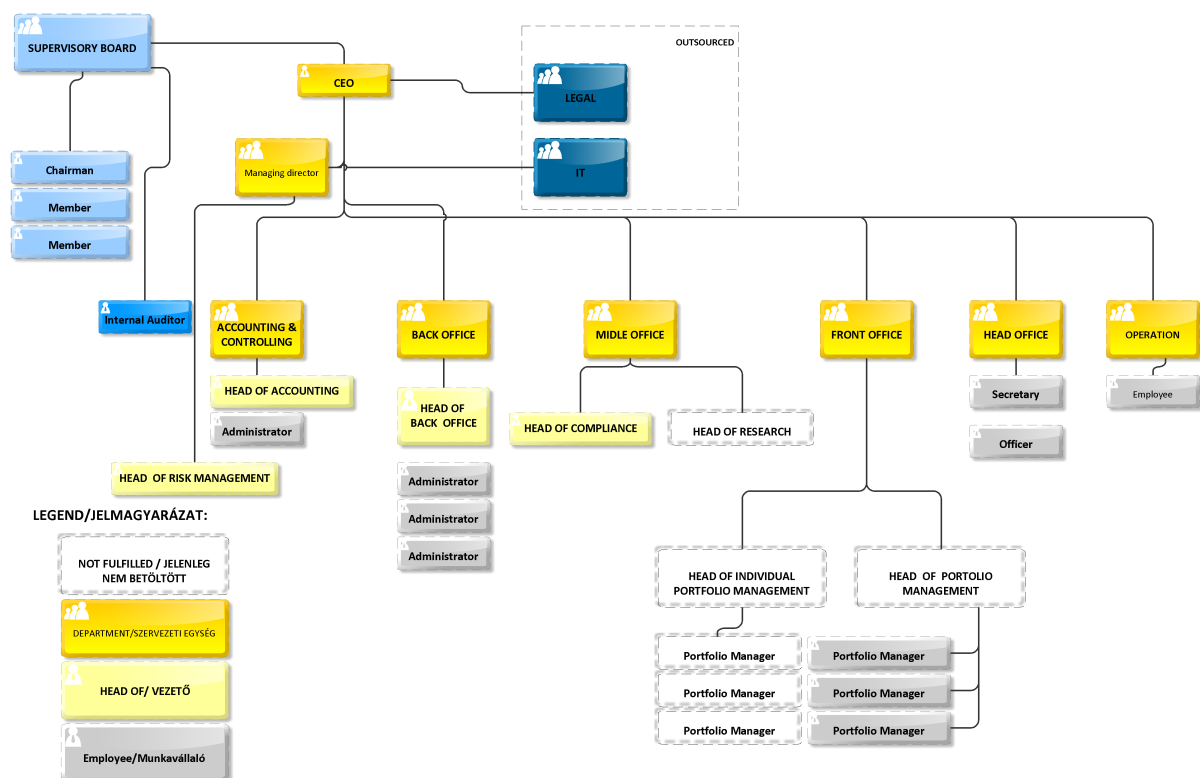 SUPERVISORY BOARD
OUTSOURCED
CEO
LEGAL
Managing director
IT
Chairman
Member
Member
Internal Auditor
ACCOUNTING &
CONTROLLING
BACK OFFICE
MIDLE OFFICE
FRONT OFFICE
HEAD OFFICE
OPERATION
HEAD OF ACCOUNTING
Administrator
HEAD OF
BACK OFFICE
HEAD OF COMPLIANCE
HEAD OF RESEARCH
Secretary
Employee
Officer
HEAD OF RISK MANAGEMENT
Administrator
Administrator
Administrator
LEGEND/JELMAGYARÁZAT:
NOT FULFILLED / JELENLEG
NEM BETÖLTÖTT
DEPARTMENT/SZERVEZETI EGYSÉG
HEAD OF/ VEZETŐ
Employee/Munkavállaló
HEAD OF INDIVIDUAL
PORTFOLIO MANAGEMENT
HEAD OF PORTOLIO
MANAGEMENT
Portfolio Manager
Portfolio Manager
Portfolio Manager
Portfolio Manager
Portfolio Manager
Portfolio Manager